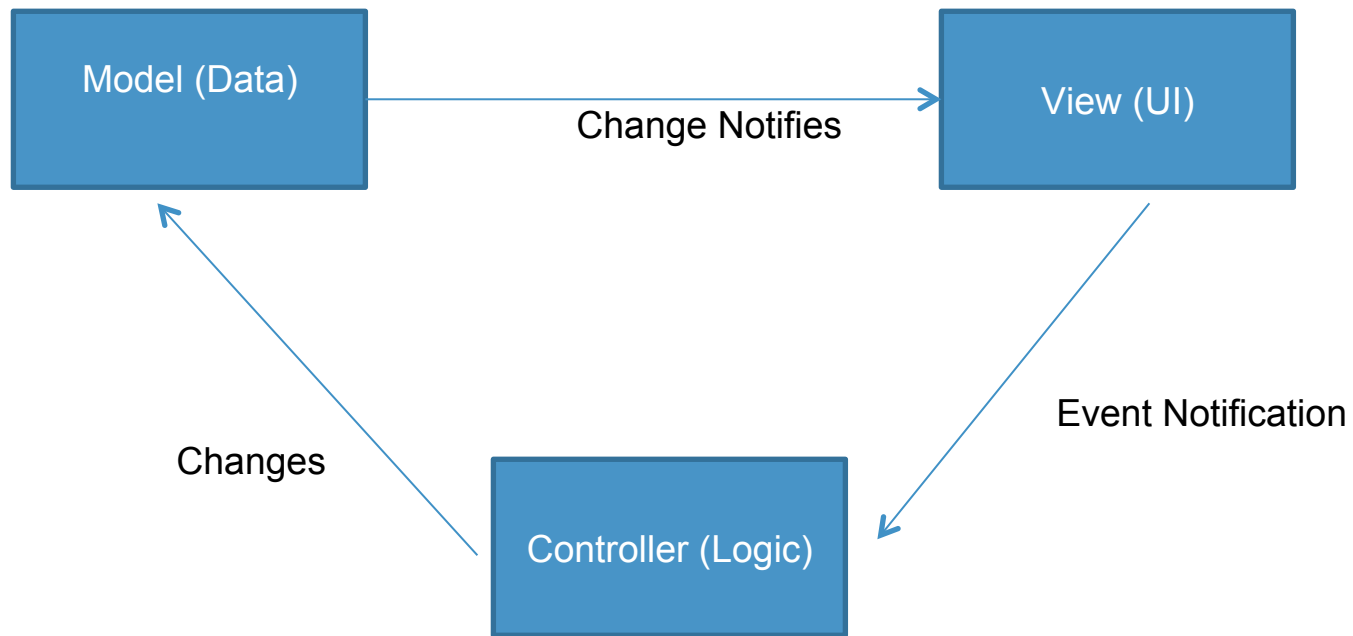 Model (Data)
View (UI)
Change Notifies
Event Notification
Changes
Controller (Logic)